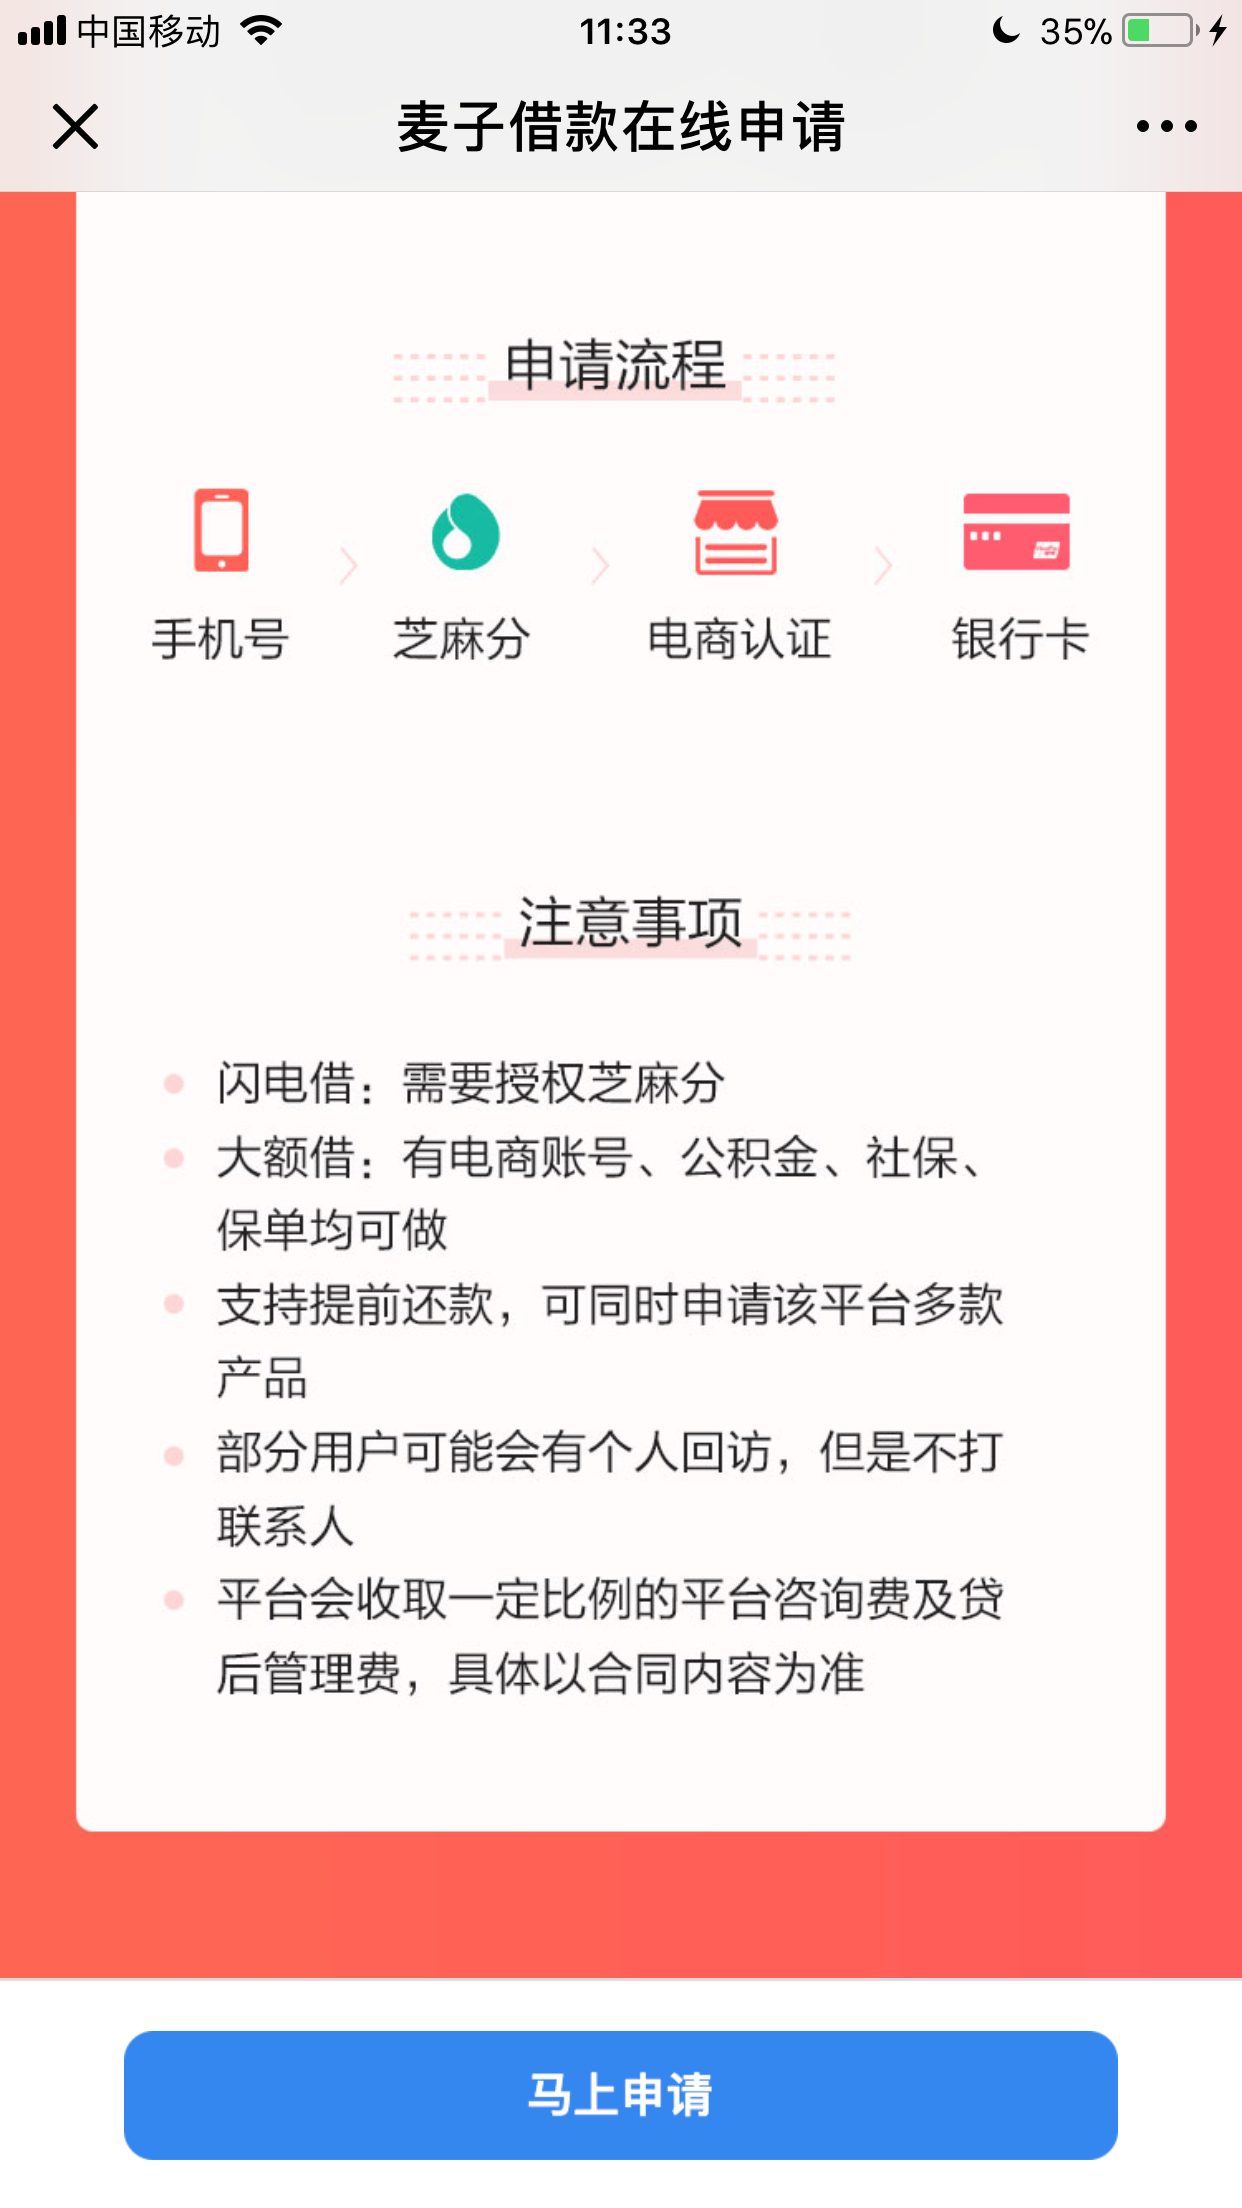 中国移动
11:33
35%
麦子借款在线申请
申请流程
手机号
芝麻分
电商认证
银行卡
注意事项
闪电借：需要授权芝麻分
大额借：有电商账号、公积金、社保、
保单均可做
支持提前还款，可同时申请该平台多款
产品
部分用户可能会有个人回访，但是不打
联系人
平台会收取一定比例的平台咨询费及贷
后管理费，具体以合同内容为准
马上申请